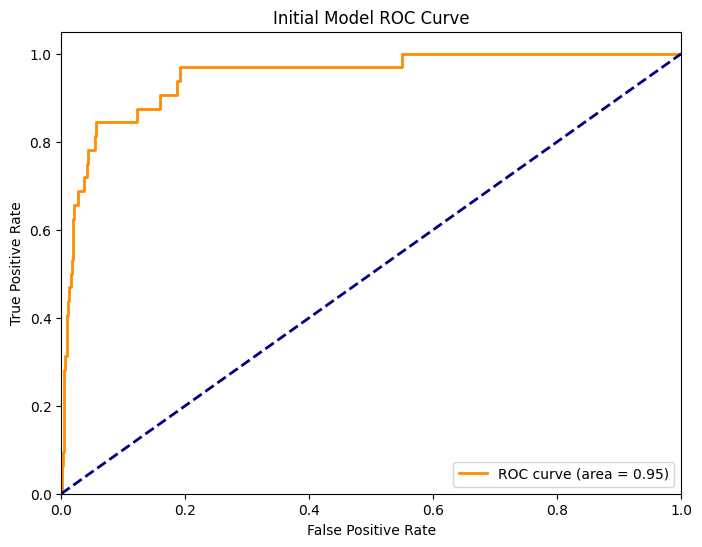 Initial Model ROC Curve
True Positive Rate
1.0
0.8
0.6
0.4
0.2
0.0
0.0 0.2 0.4 0.6 0.8 1.0
False Positive Rate
ROC curve (area = 0.95)